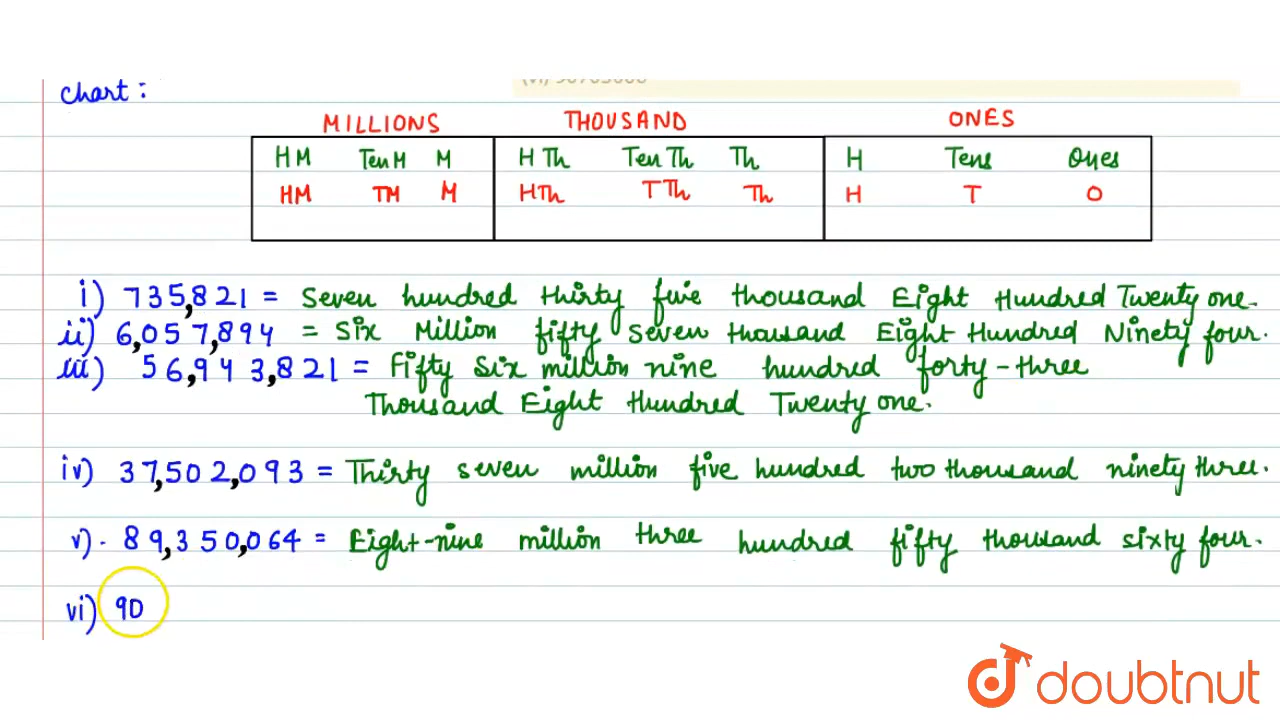 Chart :
MILLIONS THOUSAND ONES
HM Ten M M H Th Ten Th Th H Tens Ones
HM TM M HTh T Th Th H T O
i) 735,821 = Seven hundred thirty five thousand Eight Hundred Twenty one.
ii) 6,057,894 = Six Million fifty Seven thousand Eight Hundred Ninety four.
iii) 56,943,821 = Fifty Six million nine hundred forty-three
Thousand Eight Hundred Twenty one.
iv) 37,502,093 = Thirty seven million five hundred two thousand ninety three.
v). 89,350,064 = Eight-nine million three hundred fifty thousand sixty four.
vi) 90
doubtnut